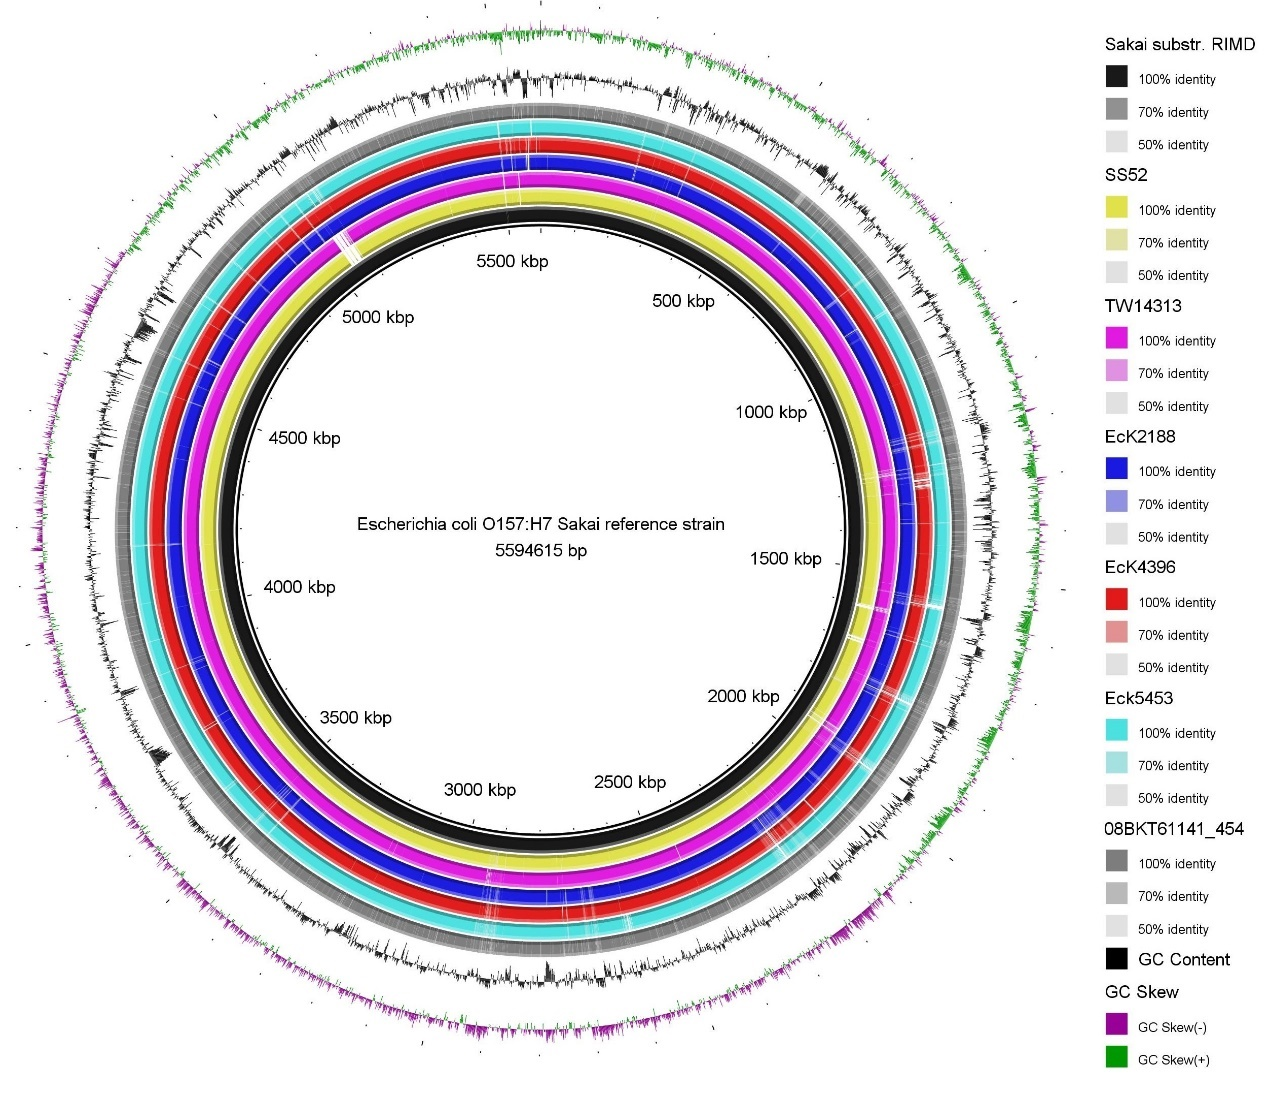 5500 kbp
500 kbp
5000 kbp
1000 kbp
4500 kbp
Escherichia coli O157:H7 Sakai reference strain
5594615 bp
1500 kbp
4000 kbp
2000 kbp
3500 kbp
2500 kbp
3000 kbp
Sakai substr. RIMD
100% identity
70% identity
50% identity
SS52
100% identity
70% identity
50% identity
TW14313
100% identity
70% identity
50% identity
EcK2188
100% identity
70% identity
50% identity
EcK4396
100% identity
70% identity
50% identity
Eck5453
100% identity
70% identity
50% identity
08BKT61141_454
100% identity
70% identity
50% identity
GC Content
GC Skew
GC Skew(-)
GC Skew(+)